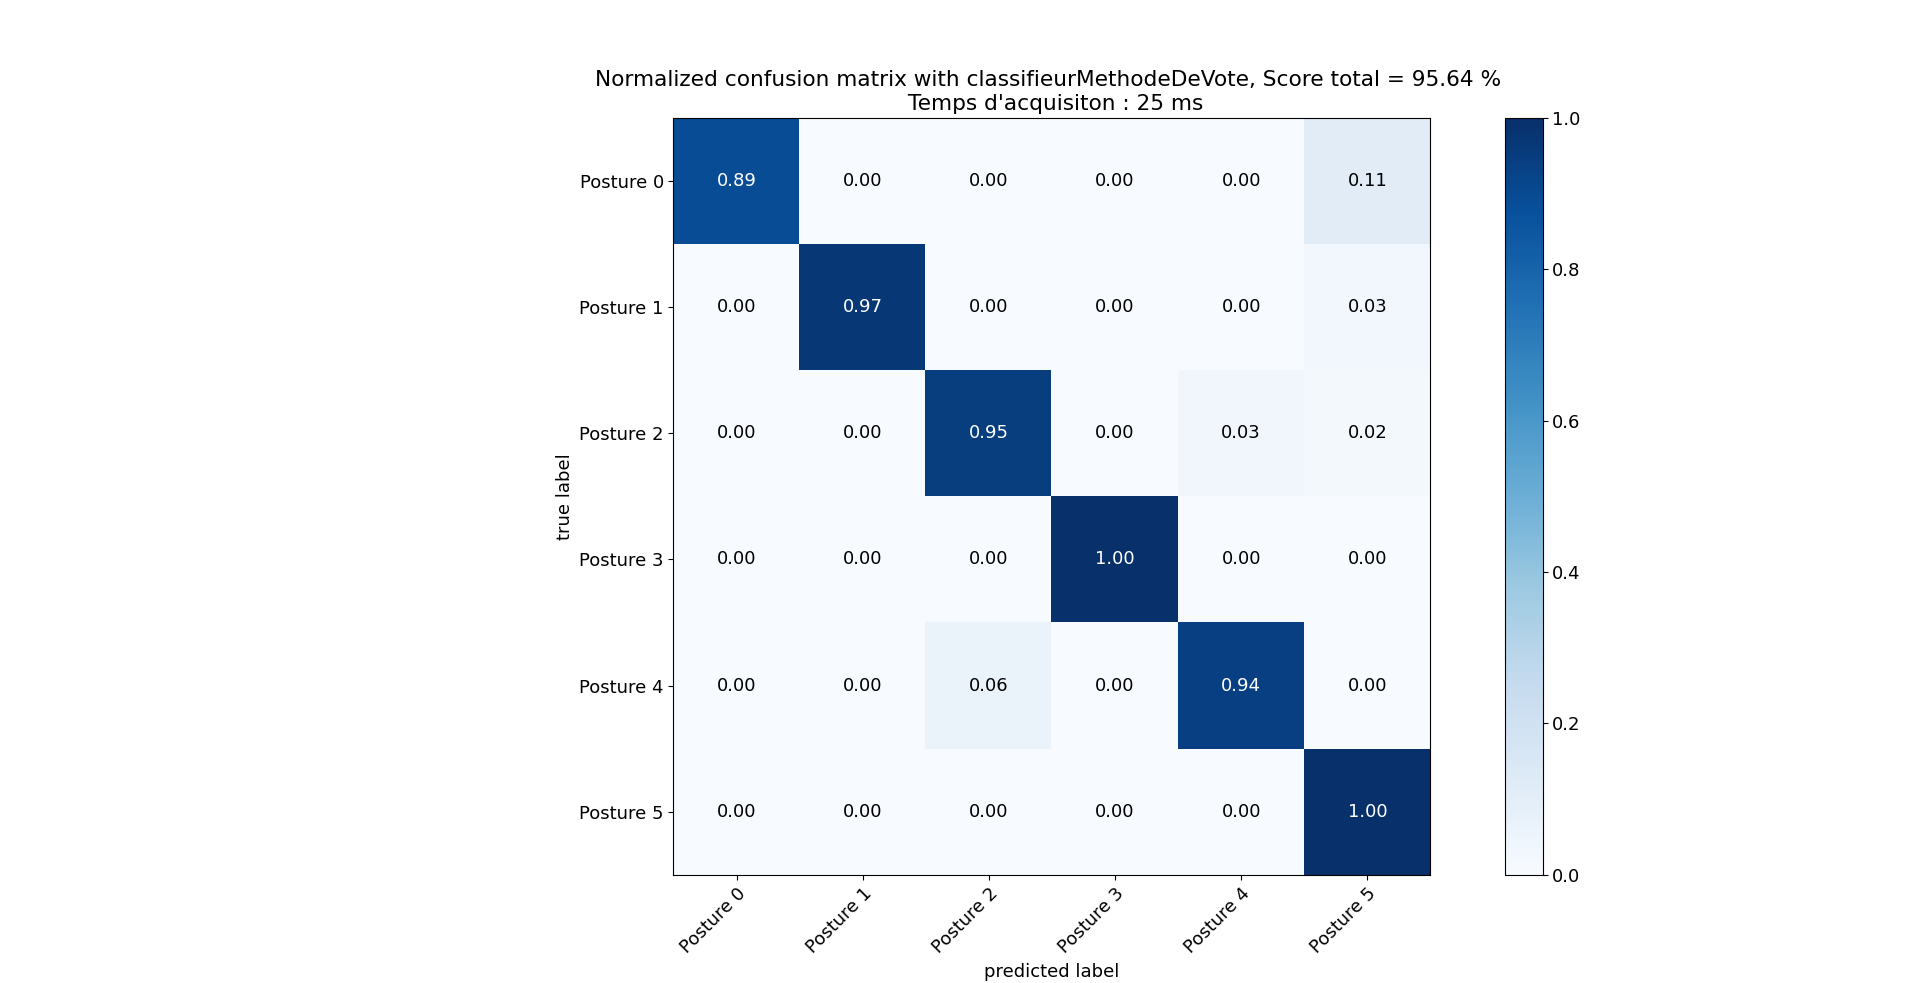 Normalized confusion matrix with classifieurMethodeDeVote, Score total = 95.64 %
Temps d'acquisiton : 25 ms
1.0
Posture 0 0.89 0.00 0.00 0.00 0.00 0.11
0.8
Posture 1 0.00 0.97 0.00 0.00 0.00 0.03
0.6
Posture 2 0.00 0.00 0.95 0.00 0.03 0.02
true label
Posture 3 0.00 0.00 0.00 1.00 0.00 0.00
0.4
Posture 4 0.00 0.00 0.06 0.00 0.94 0.00
0.2
Posture 5 0.00 0.00 0.00 0.00 0.00 1.00
0.0
Posture 0 Posture 1 Posture 2 Posture 3 Posture 4 Posture 5
predicted label